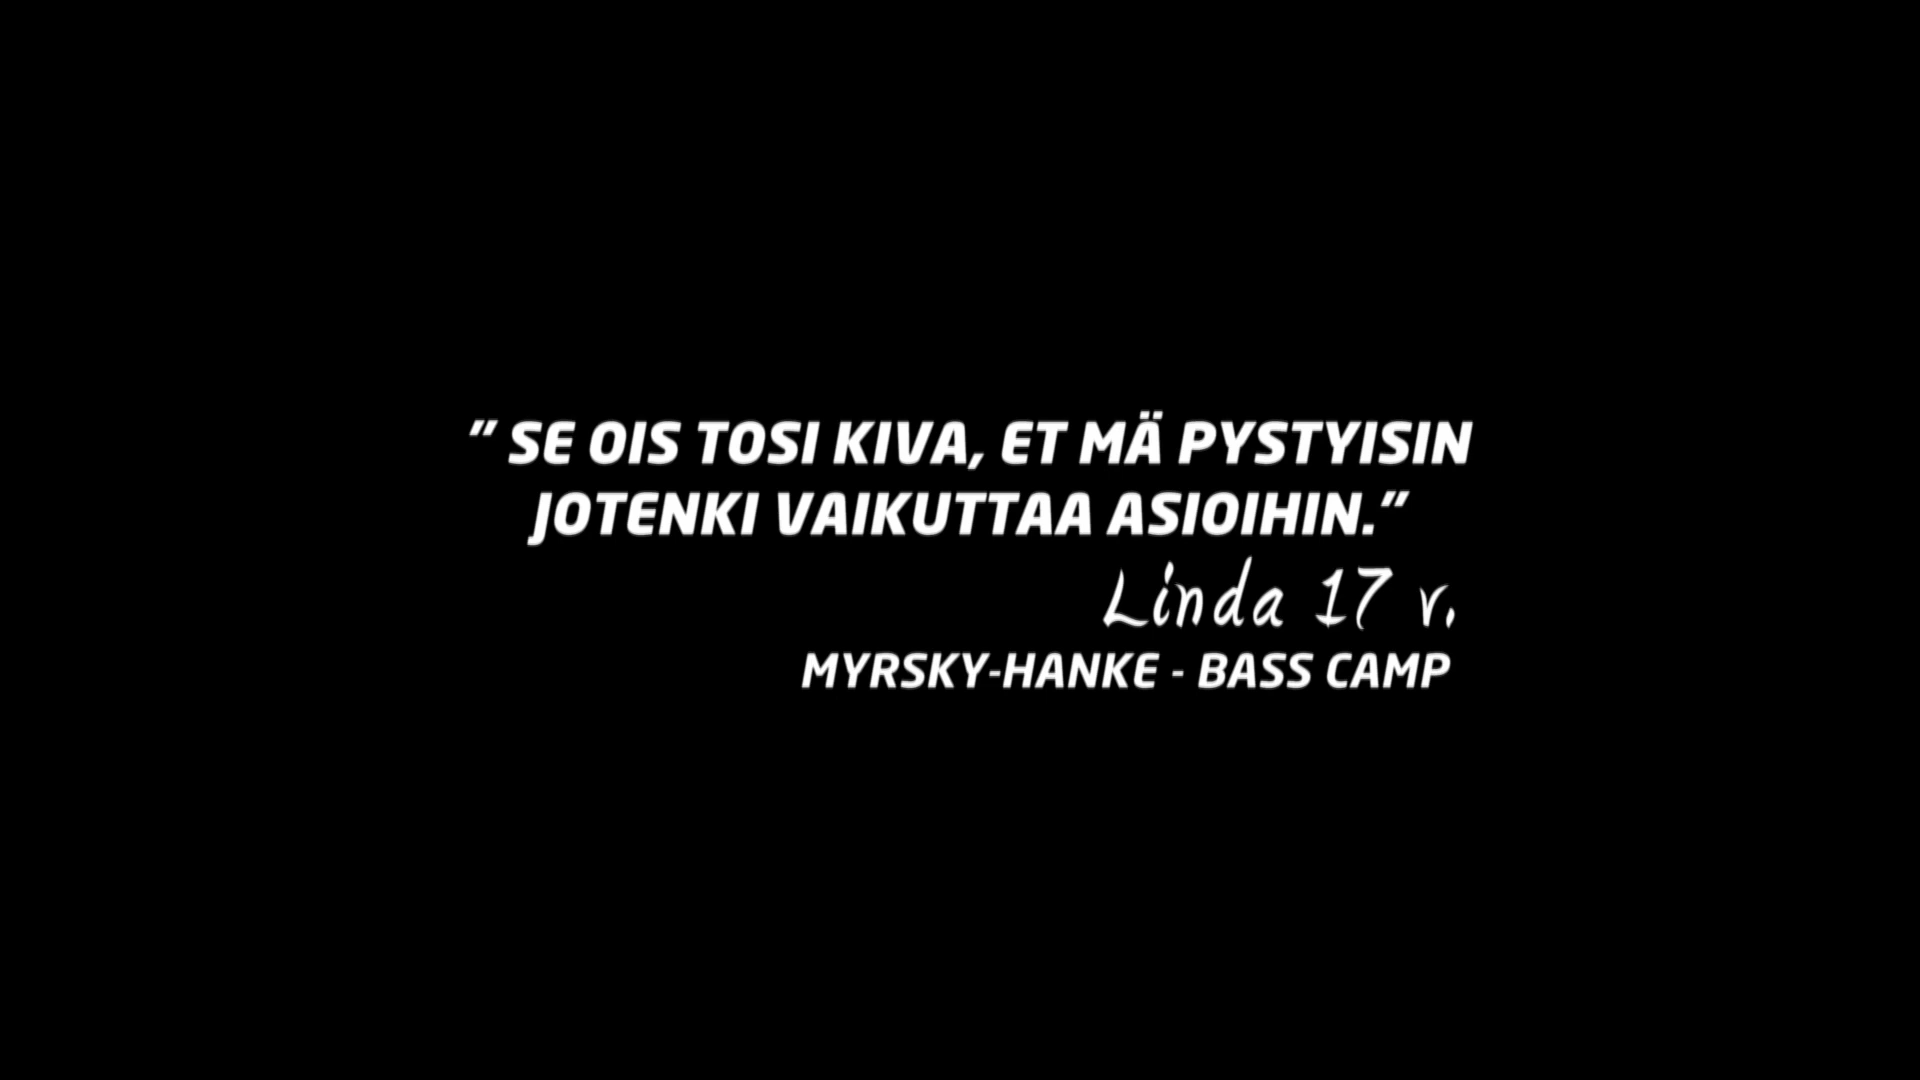 ” SE OIS TOSI KIVA, ET MÄ PYSTYISIN
JOTENKI VAIKUTTAA ASIOIHIN.”
Linda 17 v.
MYRSKY-HANKE - BASS CAMP